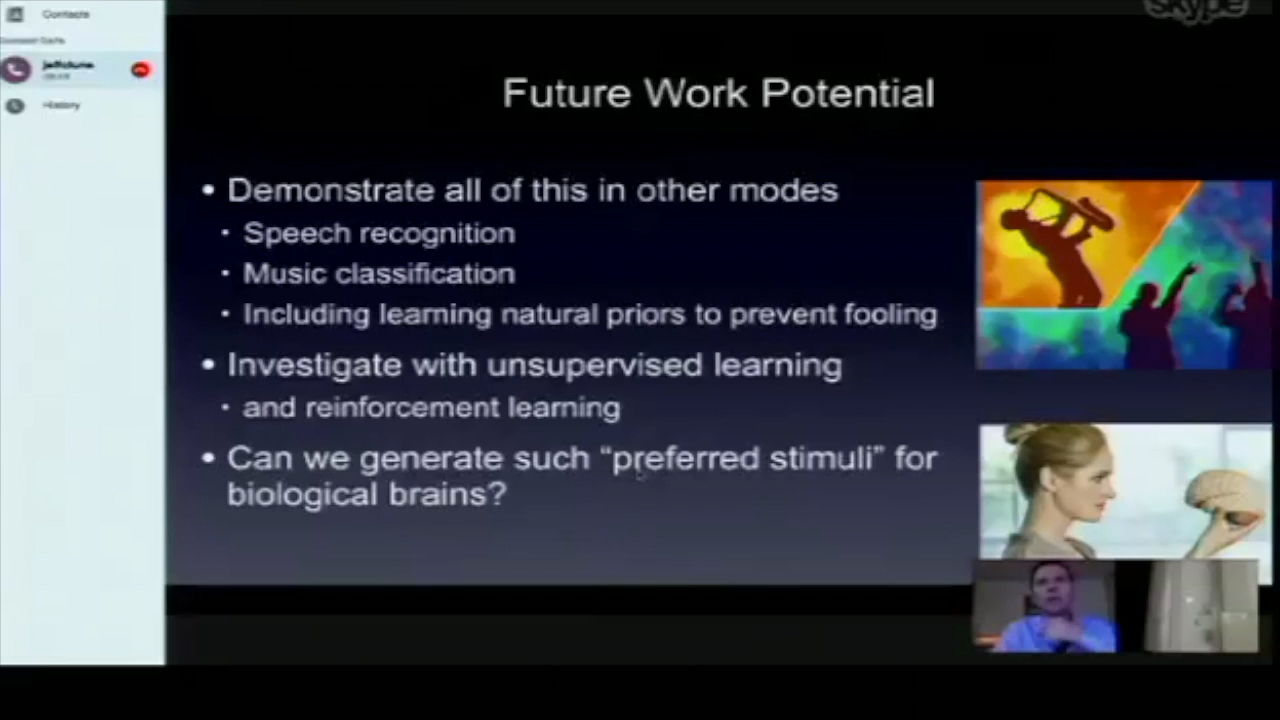 Contacts
skype
jeffclune
History
Future Work Potential
• Demonstrate all of this in other modes
· Speech recognition
· Music classification
· Including learning natural priors to prevent fooling
• Investigate with unsupervised learning
· and reinforcement learning
• Can we generate such “preferred stimuli” for
biological brains?